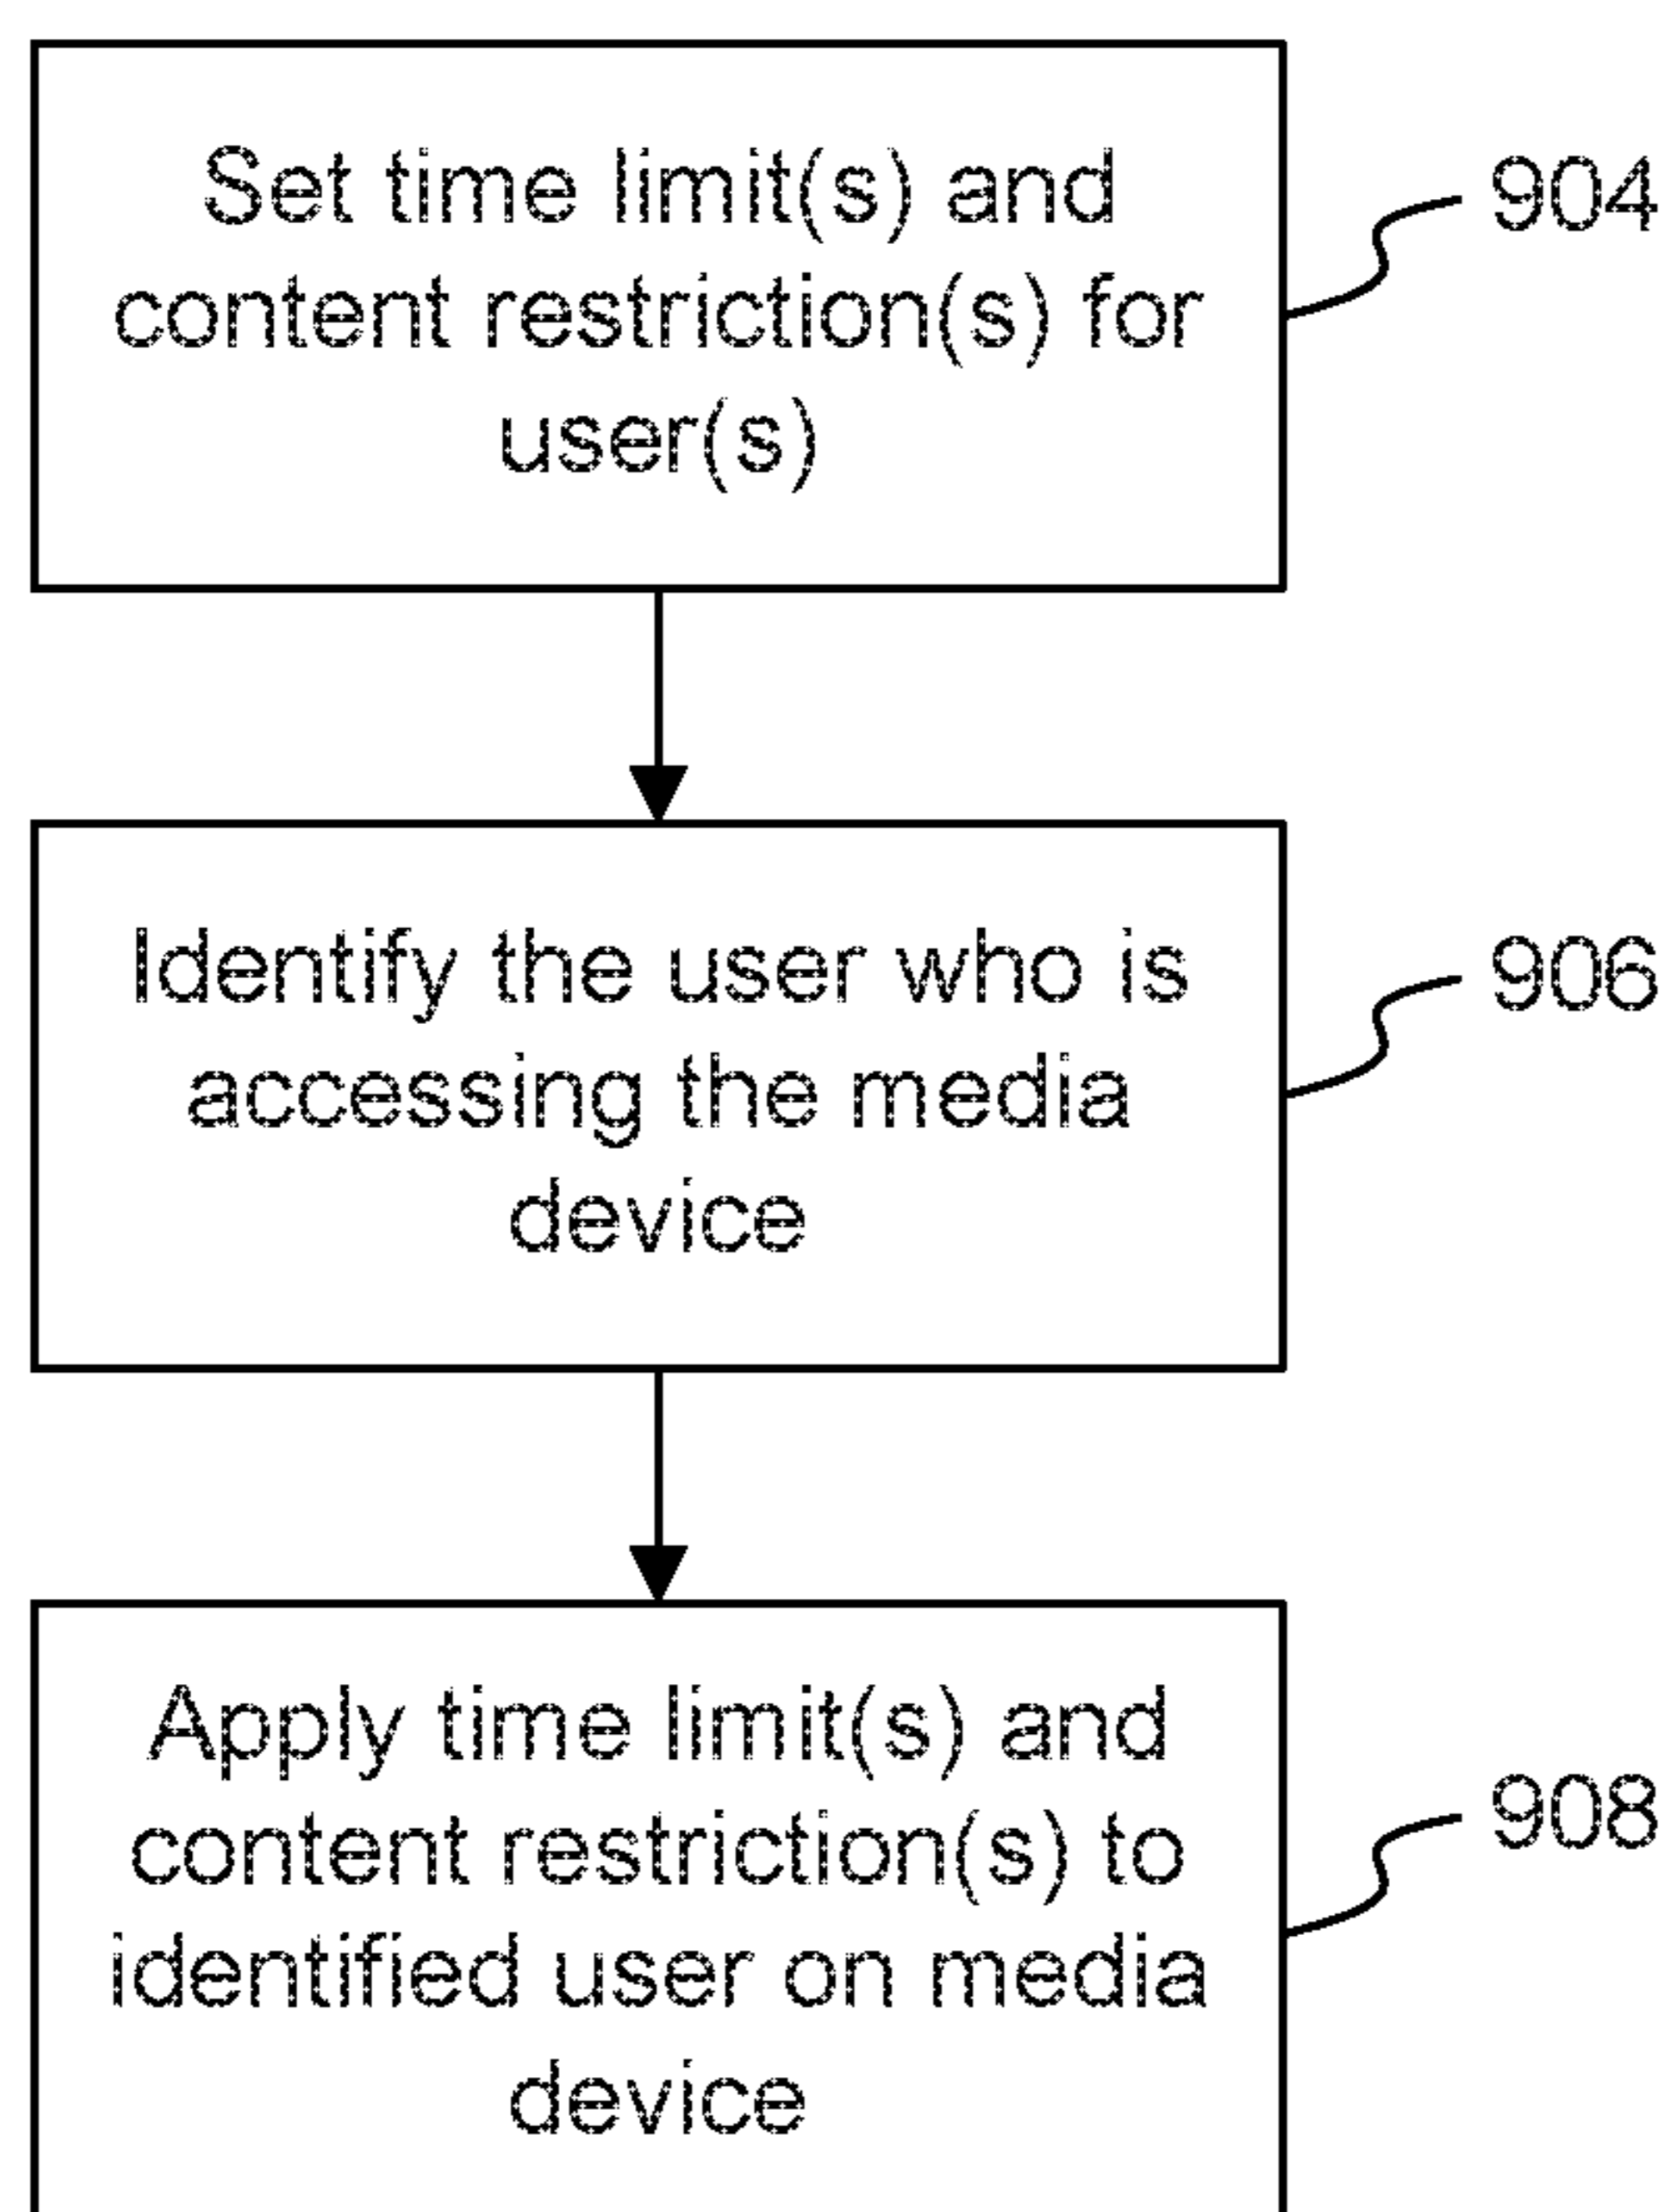 Set time limit(s) and
content restriction(s) for
user(s)
904
Identify the user who is
accessing the media
device
906
Apply time limit(s) and
content restriction(s) to
identified user on media
device
908